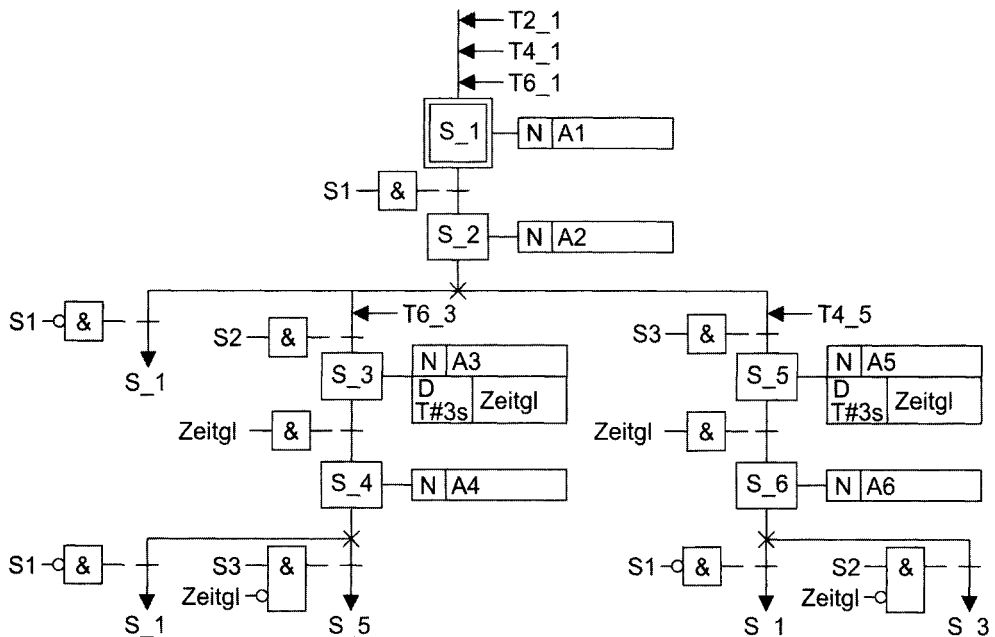 T2_1
T4_1
T6_1
S_1 N A1
S1 &
S_2 N A2
S1 & T6_3 T4_5
S2 & S3 &
S_1 S_3 N A3 S_5 N A5
D D
T#3s Zeitgl T#3s Zeitgl
Zeitgl & Zeitgl &
S_4 N A4 S_6 N A6
S1 & S3 & S1 & S2 &
Zeitgl Zeitgl
S_1 S_5 S_1 S_3